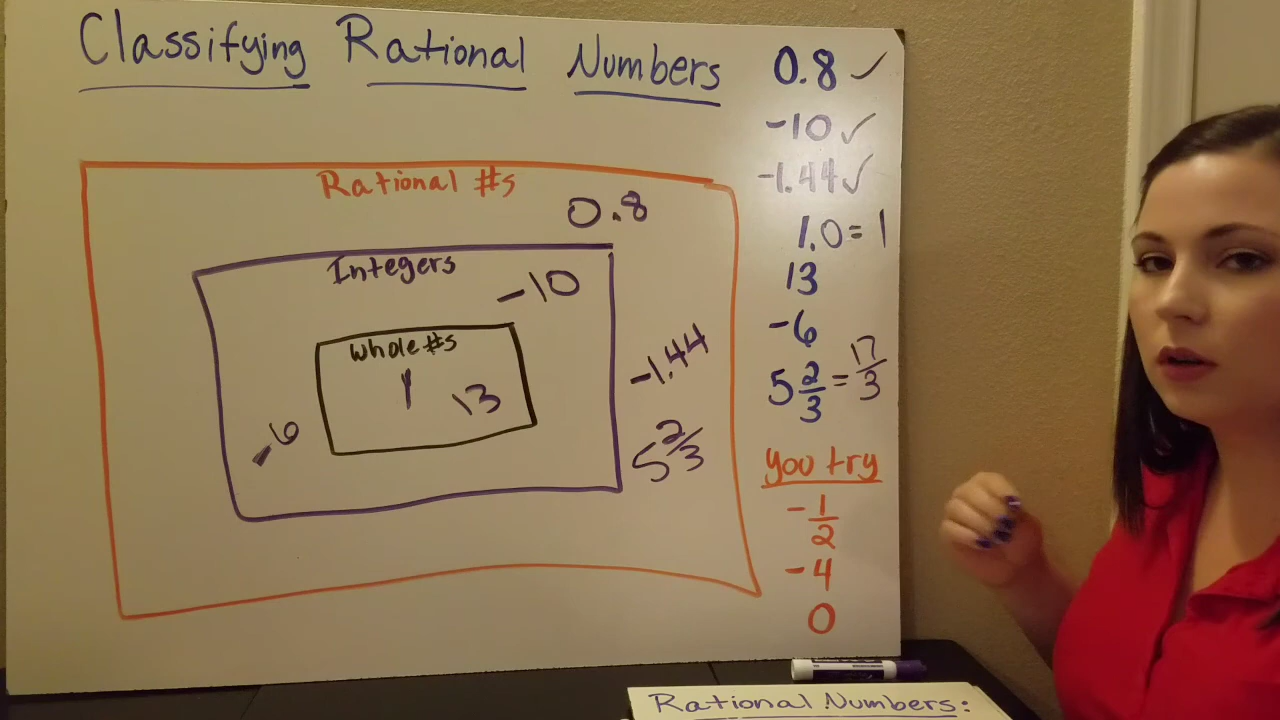 Classifying Rational Numbers
Rational #s
0.8
Integers
-10
Whole #s
1 13
-6
-1.44
5 2/3
0.8 ✓
-10 ✓
-1.44 ✓
1.0 = 1
13
-6
5 2/3 = 17/3
you try
-1/2
-4
0
Rational Numbers: